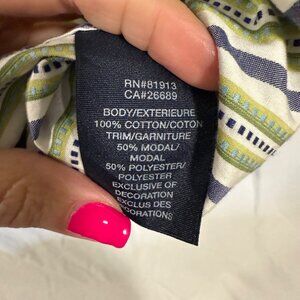 RN#81913
CA#26689
BODY/EXTERIEURE
100% COTTON/COTON
TRIM/GARNITURE
50% MODAL/
MODAL
50% POLYESTER/
POLYESTER
EXCLUSIVE OF
DECORATION
EXCLUS DES
DECORATIONS